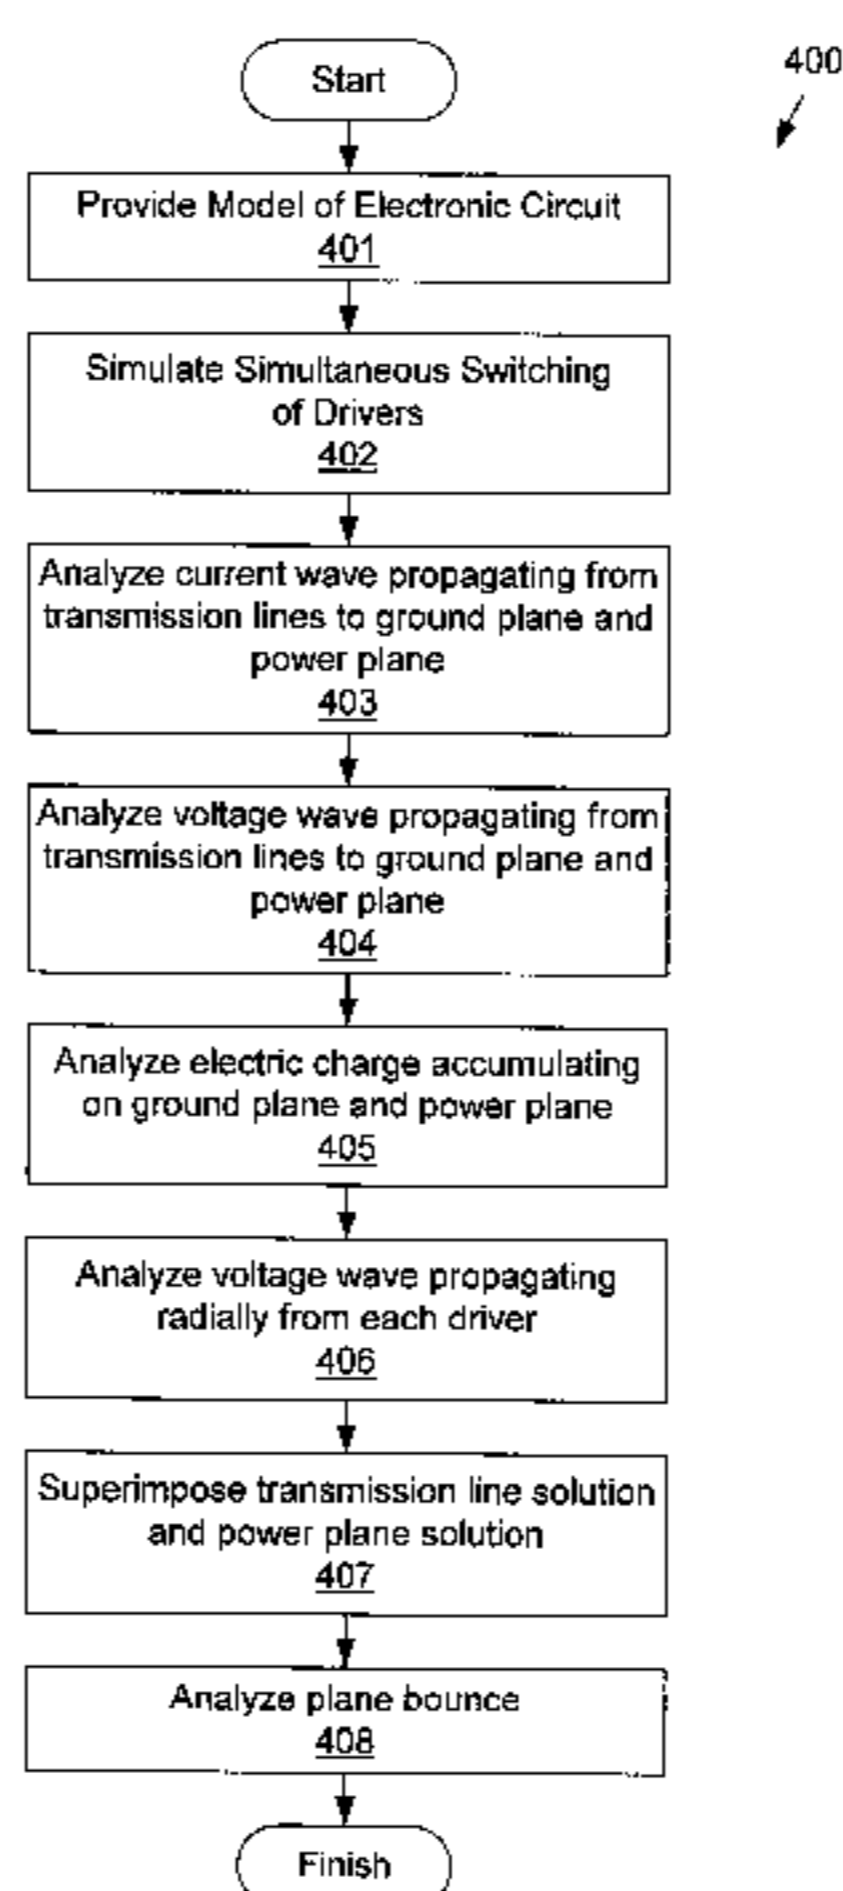 400
Start
Provide Model of Electronic Circuit
401
Simulate Simultaneous Switching
of Drivers
402
Analyze current wave propagating from
transmission lines to ground plane and
power plane
403
Analyze voltage wave propagating from
transmission lines to ground plane and
power plane
404
Analyze electric charge accumulating
on ground plane and power plane
405
Analyze voltage wave propagating
radially from each driver
406
Superimpose transmission line solution
and power plane solution
407
Analyze plane bounce
408
Finish